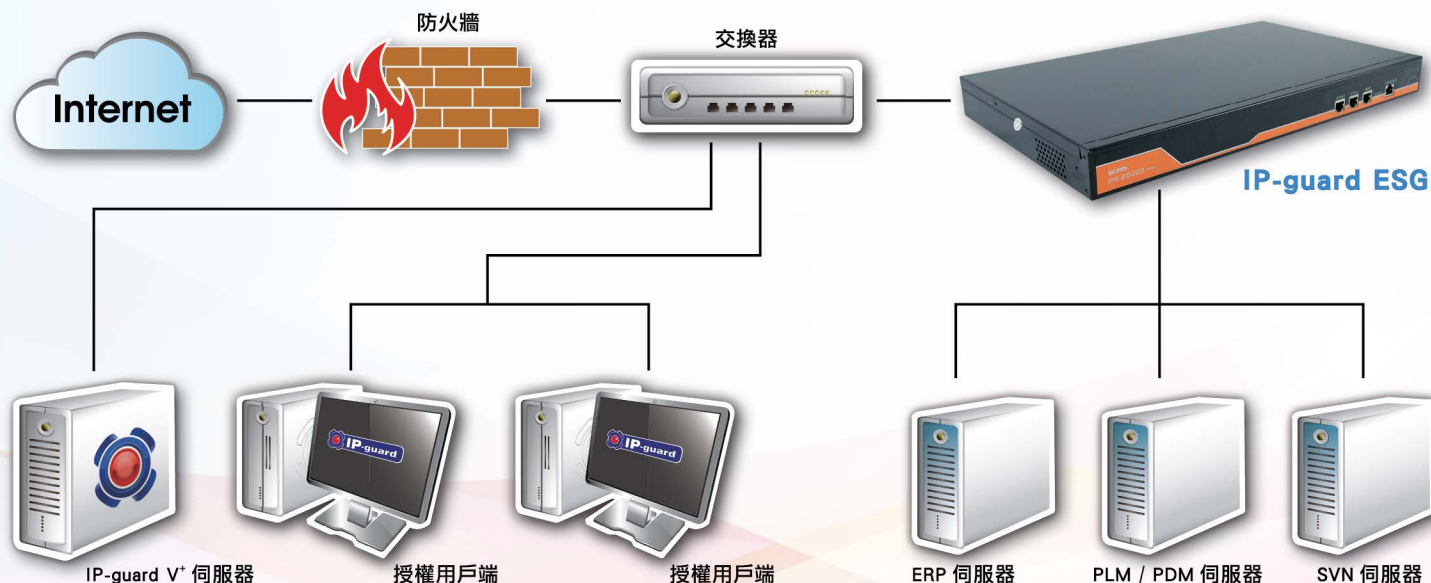 防火牆
交換器
Internet
IP-guard ESG
IP-guard
IP-guard
IP-guard V⁺ 伺服器
授權用戶端
授權用戶端
ERP 伺服器
PLM / PDM 伺服器
SVN 伺服器